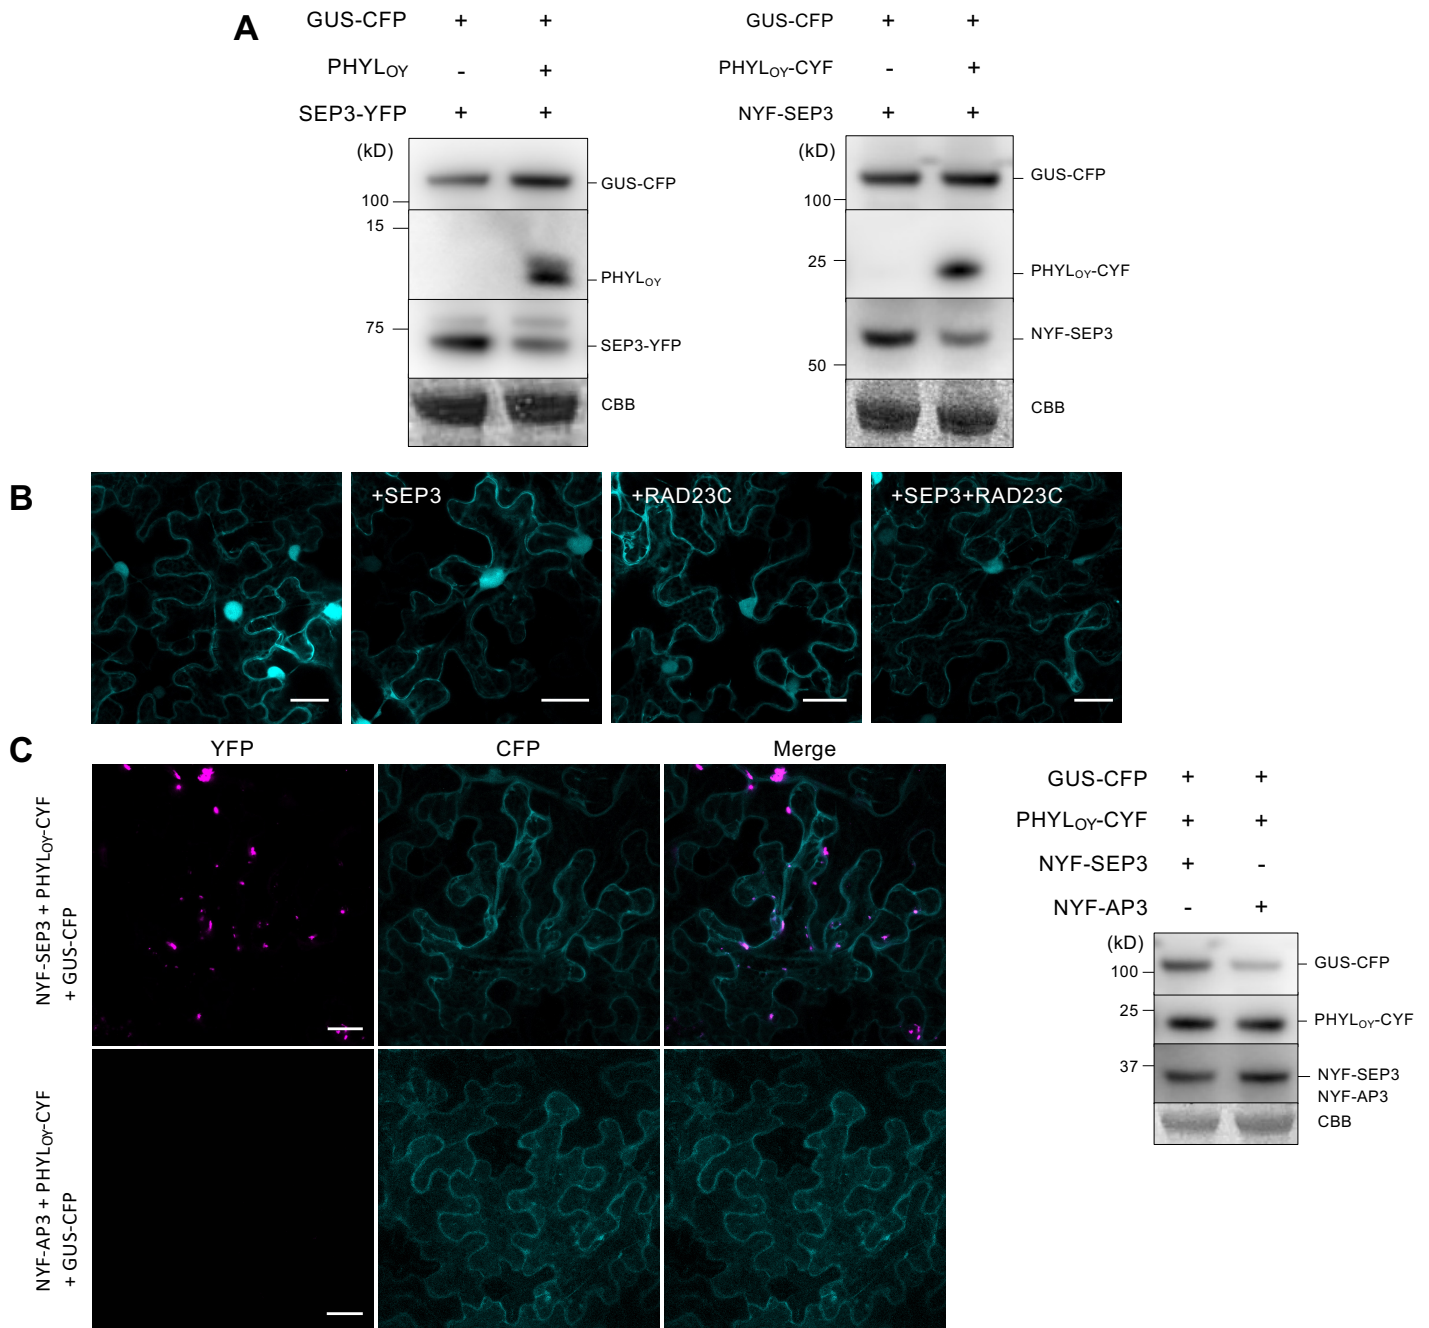 A
GUS-CFP + +
PHYLOY - +
SEP3-YFP + +
(kD)
100
15
75
GUS-CFP
PHYLOY
SEP3-YFP
CBB
GUS-CFP + +
PHYLOY-CYF - +
NYF-SEP3 + +
(kD)
100
25
50
GUS-CFP
PHYLOY-CYF
NYF-SEP3
CBB
B
+SEP3
+RAD23C
+SEP3+RAD23C
C
YFP CFP Merge
NYF-SEP3 + PHYLOY-CYF
+ GUS-CFP
NYF-AP3 + PHYLOY-CYF
+ GUS-CFP
GUS-CFP + +
PHYLOY-CYF + +
NYF-SEP3 + -
NYF-AP3 - +
(kD)
100
25
37
GUS-CFP
PHYLOY-CYF
NYF-SEP3
NYF-AP3
CBB